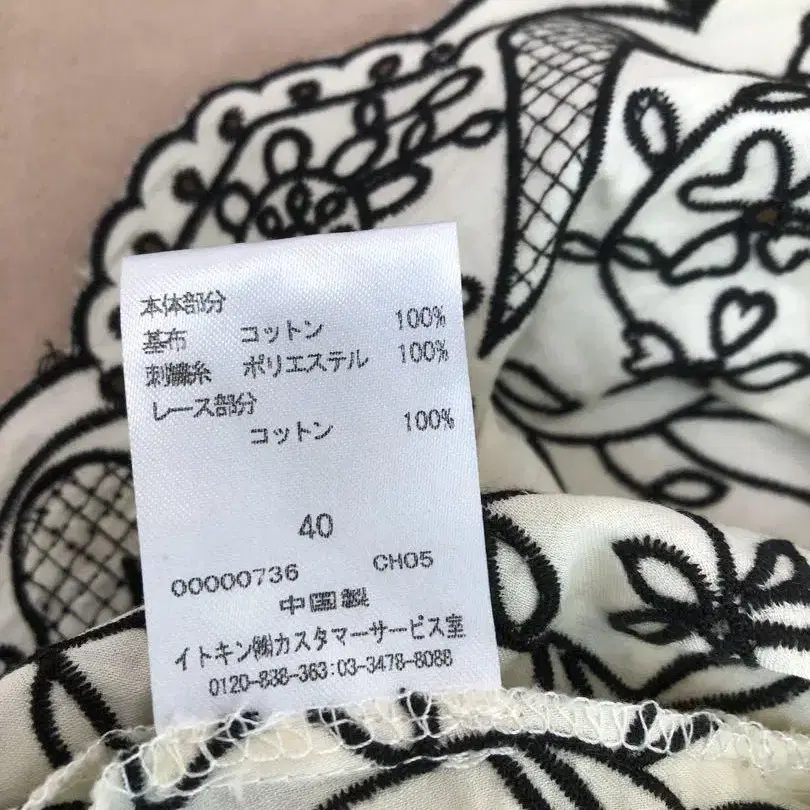 本体部分
基布 コットン 100%
刺繍糸 ポリエステル 100%
レース部分
コットン 100%
40
00000736 CH05
中国製
イトキン㈱カスタマーサービス室
0120-838-363:03-3478-8088